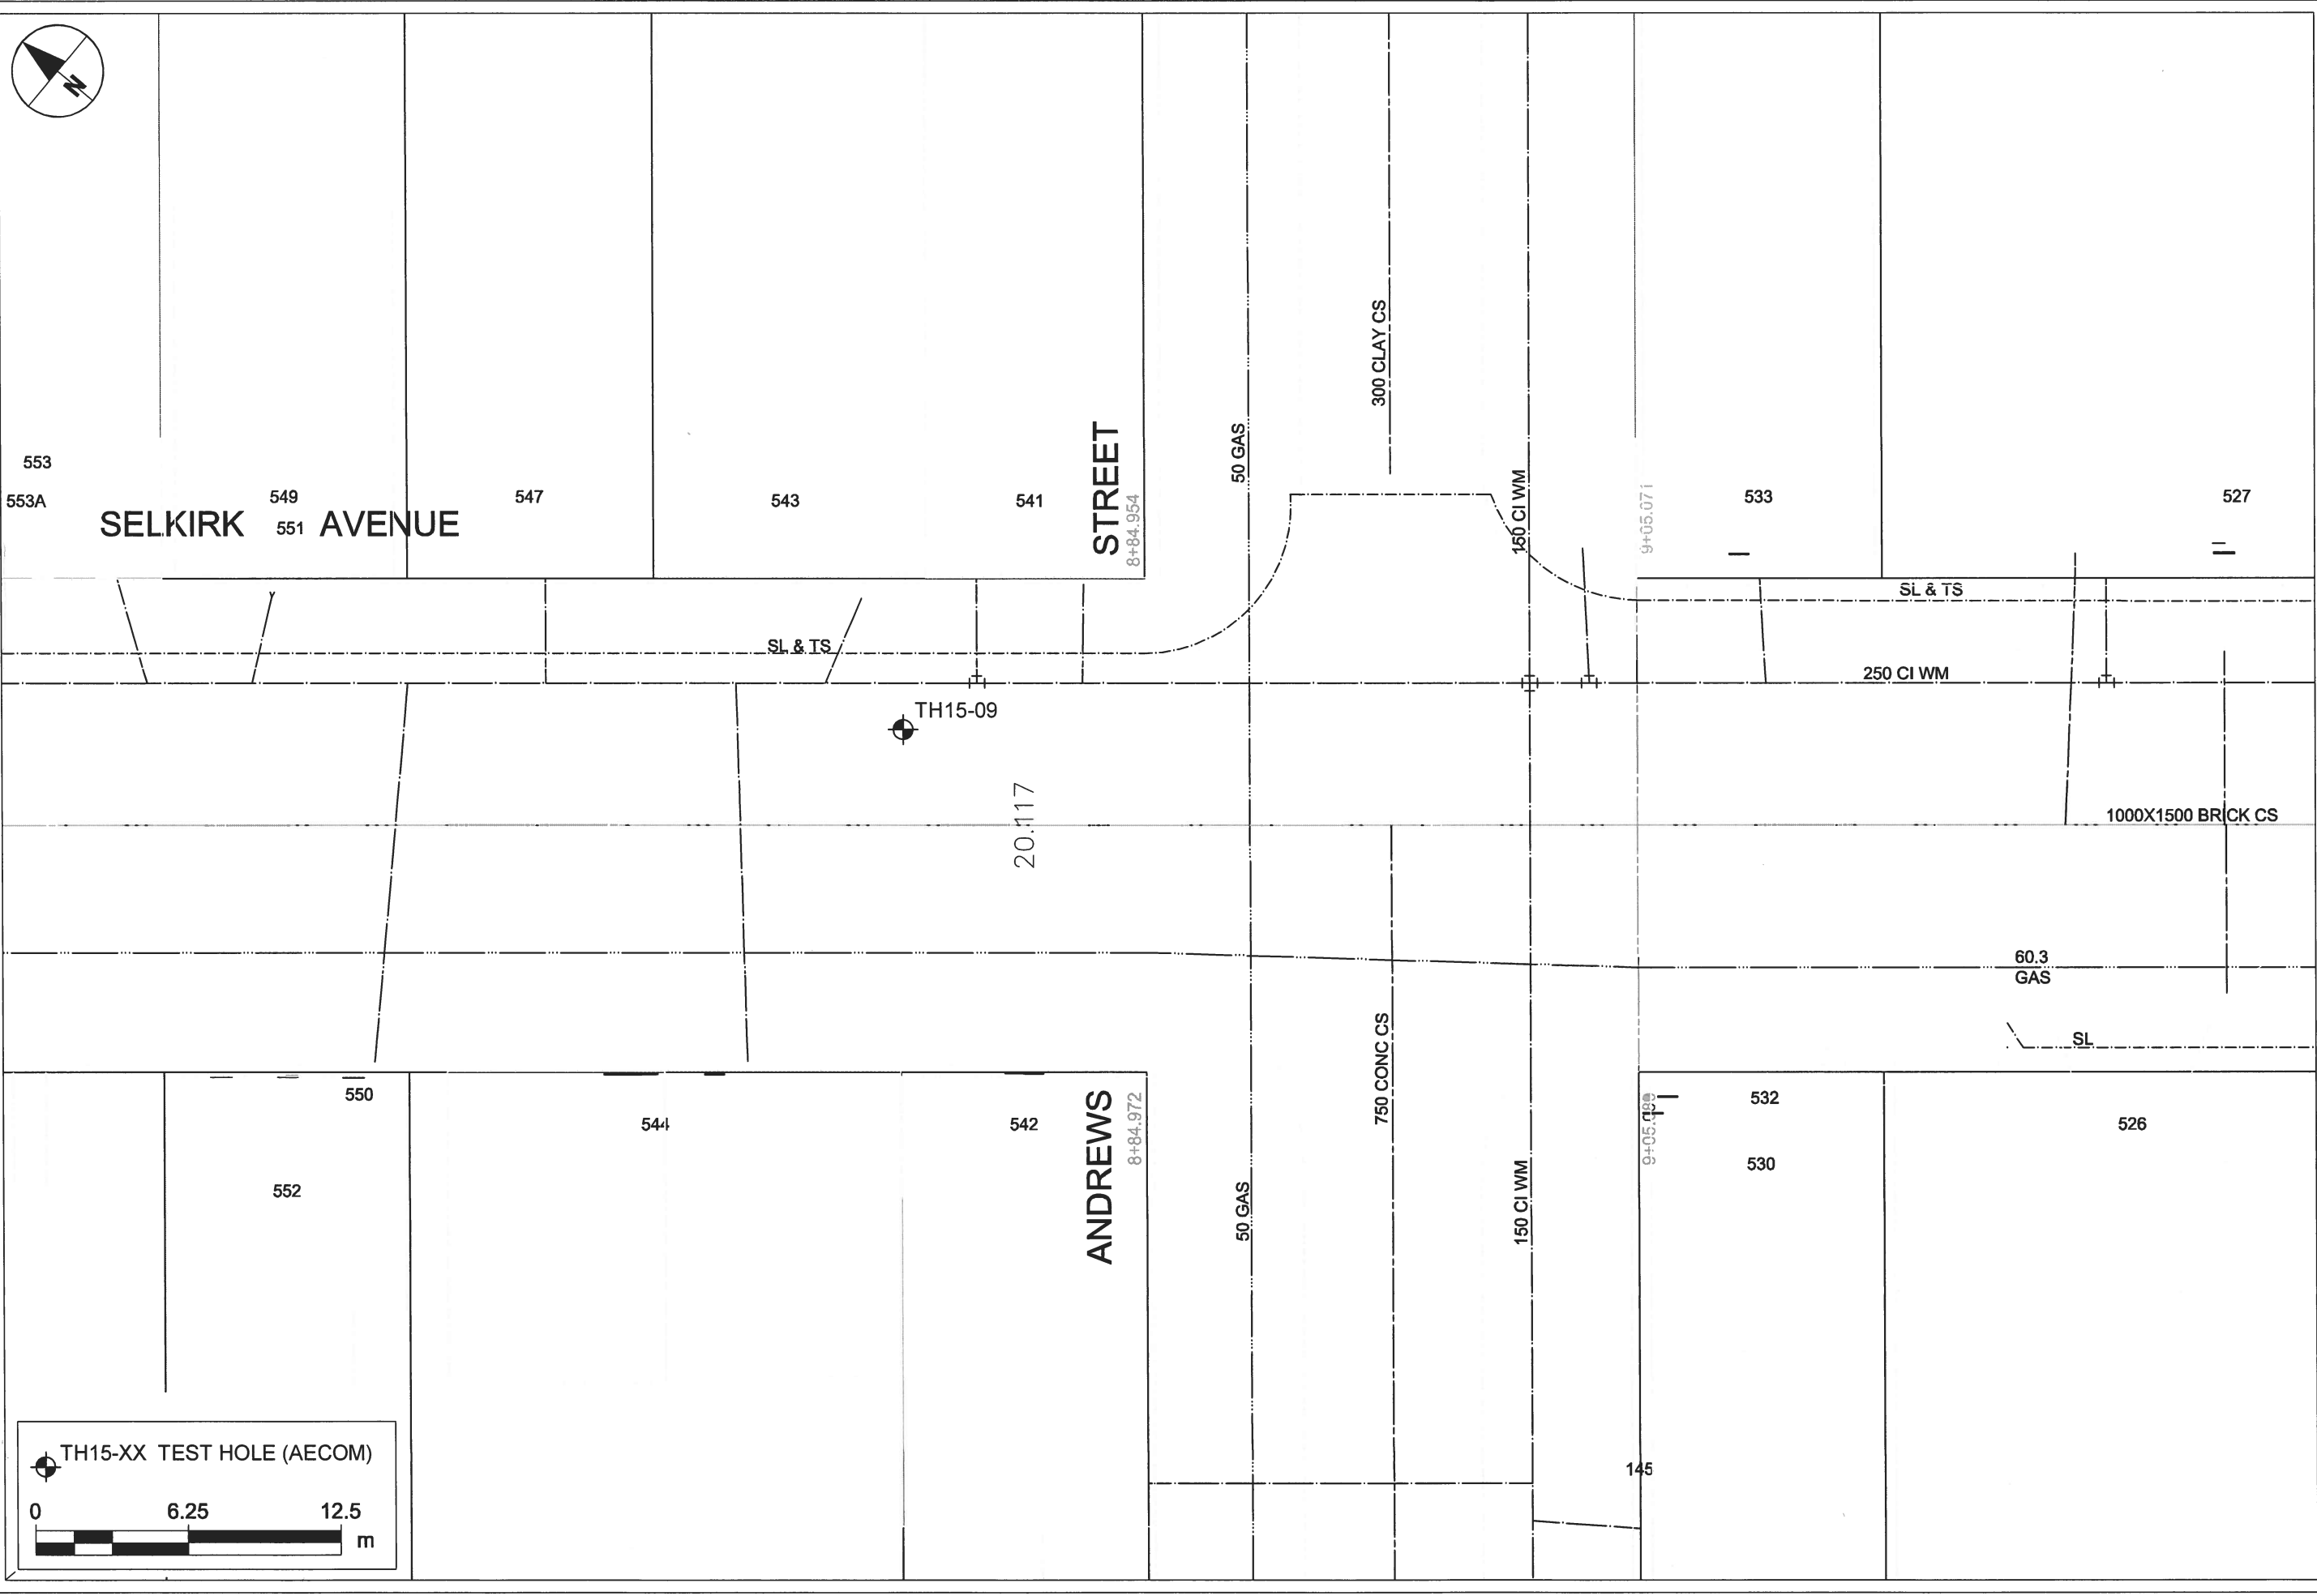 N
300 CLAY CS
50 GAS
STREET
8+84.954
150 CI WM
9+05.071
553
553A
549
547
543
541
533
527
SELKIRK 551 AVENUE
SL & TS
SL & TS
250 CI WM
TH15-09
20.117
1000X1500 BRICK CS
60.3
GAS
SL
750 CONC CS
ANDREWS
8+84.972
50 GAS
150 CI WM
550
544
542
552
532
526
530
145
TH15-XX TEST HOLE (AECOM)
0 6.25 12.5
m